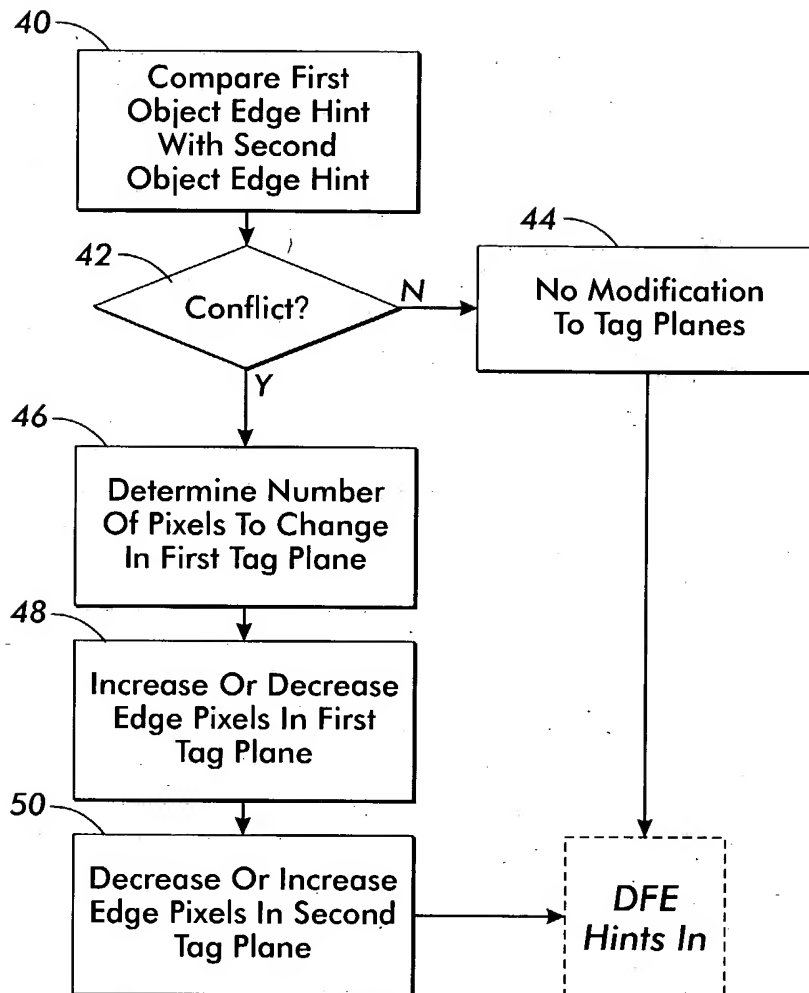 40
Compare First
Object Edge Hint
With Second
Object Edge Hint
42
Conflict?
N
44
No Modification
To Tag Planes
Y
46
Determine Number
Of Pixels To Change
In First Tag Plane
48
Increase Or Decrease
Edge Pixels In First
Tag Plane
50
Decrease Or Increase
Edge Pixels In Second
Tag Plane
DFE
Hints In